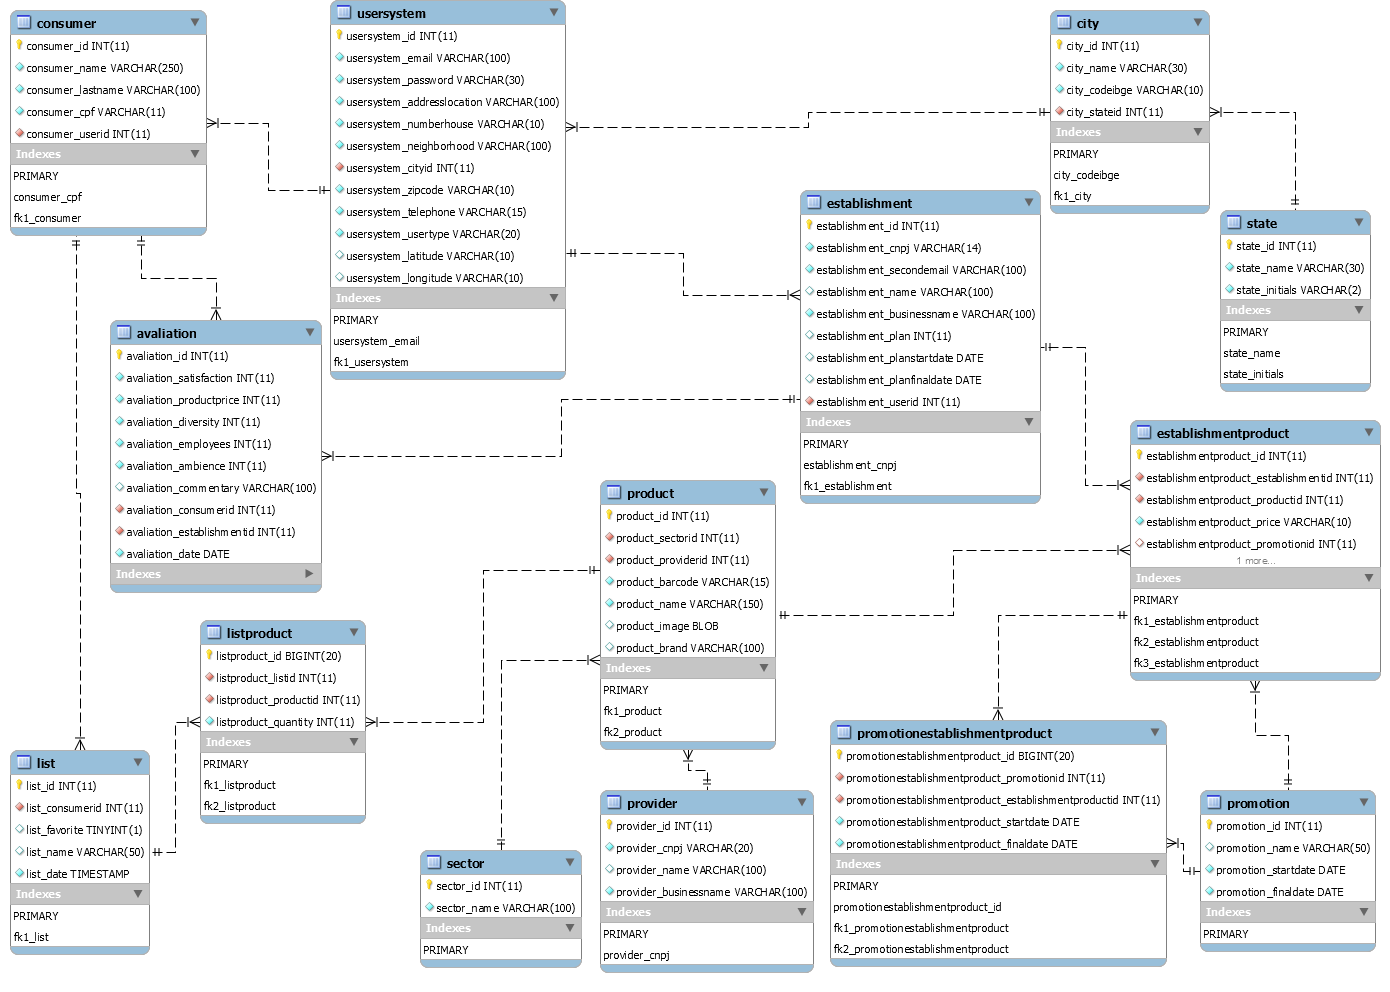 consumer
consumer_id INT(11)
consumer_name VARCHAR(250)
consumer_lastname VARCHAR(100)
consumer_cpf VARCHAR(11)
consumer_userid INT(11)
Indexes
PRIMARY
consumer_cpf
fk1_consumer
usersystem
usersystem_id INT(11)
usersystem_email VARCHAR(100)
usersystem_password VARCHAR(30)
usersystem_addresslocation VARCHAR(100)
usersystem_numberhouse VARCHAR(10)
usersystem_neighborhood VARCHAR(100)
usersystem_cityid INT(11)
usersystem_zipcode VARCHAR(10)
usersystem_telephone VARCHAR(15)
usersystem_usertype VARCHAR(20)
usersystem_latitude VARCHAR(10)
usersystem_longitude VARCHAR(10)
Indexes
PRIMARY
usersystem_email
fk1_usersystem
city
city_id INT(11)
city_name VARCHAR(30)
city_codeibge VARCHAR(10)
city_stateid INT(11)
Indexes
PRIMARY
city_codeibge
fk1_city
establishment
establishment_id INT(11)
establishment_cnpj VARCHAR(14)
establishment_secondemail VARCHAR(100)
establishment_name VARCHAR(100)
establishment_businessname VARCHAR(100)
establishment_plan INT(11)
establishment_planstartdate DATE
establishment_planfinaldate DATE
establishment_userid INT(11)
Indexes
PRIMARY
establishment_cnpj
fk1_establishment
state
state_id INT(11)
state_name VARCHAR(30)
state_initials VARCHAR(2)
Indexes
PRIMARY
state_name
state_initials
avaliation
avaliation_id INT(11)
avaliation_satisfaction INT(11)
avaliation_productprice INT(11)
avaliation_diversity INT(11)
avaliation_employees INT(11)
avaliation_ambience INT(11)
avaliation_commentary VARCHAR(100)
avaliation_consumerid INT(11)
avaliation_establishmentid INT(11)
avaliation_date DATE
Indexes
establishmentproduct
establishmentproduct_id INT(11)
establishmentproduct_establishmentid INT(11)
establishmentproduct_productid INT(11)
establishmentproduct_price VARCHAR(10)
establishmentproduct_promotionid INT(11)
1 more...
Indexes
PRIMARY
fk1_establishmentproduct
fk2_establishmentproduct
fk3_establishmentproduct
product
product_id INT(11)
product_sectorid INT(11)
product_providerid INT(11)
product_barcode VARCHAR(15)
product_name VARCHAR(150)
product_image BLOB
product_brand VARCHAR(100)
Indexes
PRIMARY
fk1_product
fk2_product
listproduct
listproduct_id BIGINT(20)
listproduct_listid INT(11)
listproduct_productid INT(11)
listproduct_quantity INT(11)
Indexes
PRIMARY
fk1_listproduct
fk2_listproduct
list
list_id INT(11)
list_consumerid INT(11)
list_favorite TINYINT(1)
list_name VARCHAR(50)
list_date TIMESTAMP
Indexes
PRIMARY
fk1_list
sector
sector_id INT(11)
sector_name VARCHAR(100)
Indexes
PRIMARY
provider
provider_id INT(11)
provider_cnpj VARCHAR(20)
provider_name VARCHAR(100)
provider_businessname VARCHAR(100)
Indexes
PRIMARY
provider_cnpj
promotionestablishmentproduct
promotionestablishmentproduct_id BIGINT(20)
promotionestablishmentproduct_promotionid INT(11)
promotionestablishmentproduct_establishmentproductid INT(11)
promotionestablishmentproduct_startdate DATE
promotionestablishmentproduct_finaldate DATE
Indexes
PRIMARY
promotionestablishmentproduct_id
fk1_promotionestablishmentproduct
fk2_promotionestablishmentproduct
promotion
promotion_id INT(11)
promotion_name VARCHAR(50)
promotion_startdate DATE
promotion_finaldate DATE
Indexes
PRIMARY